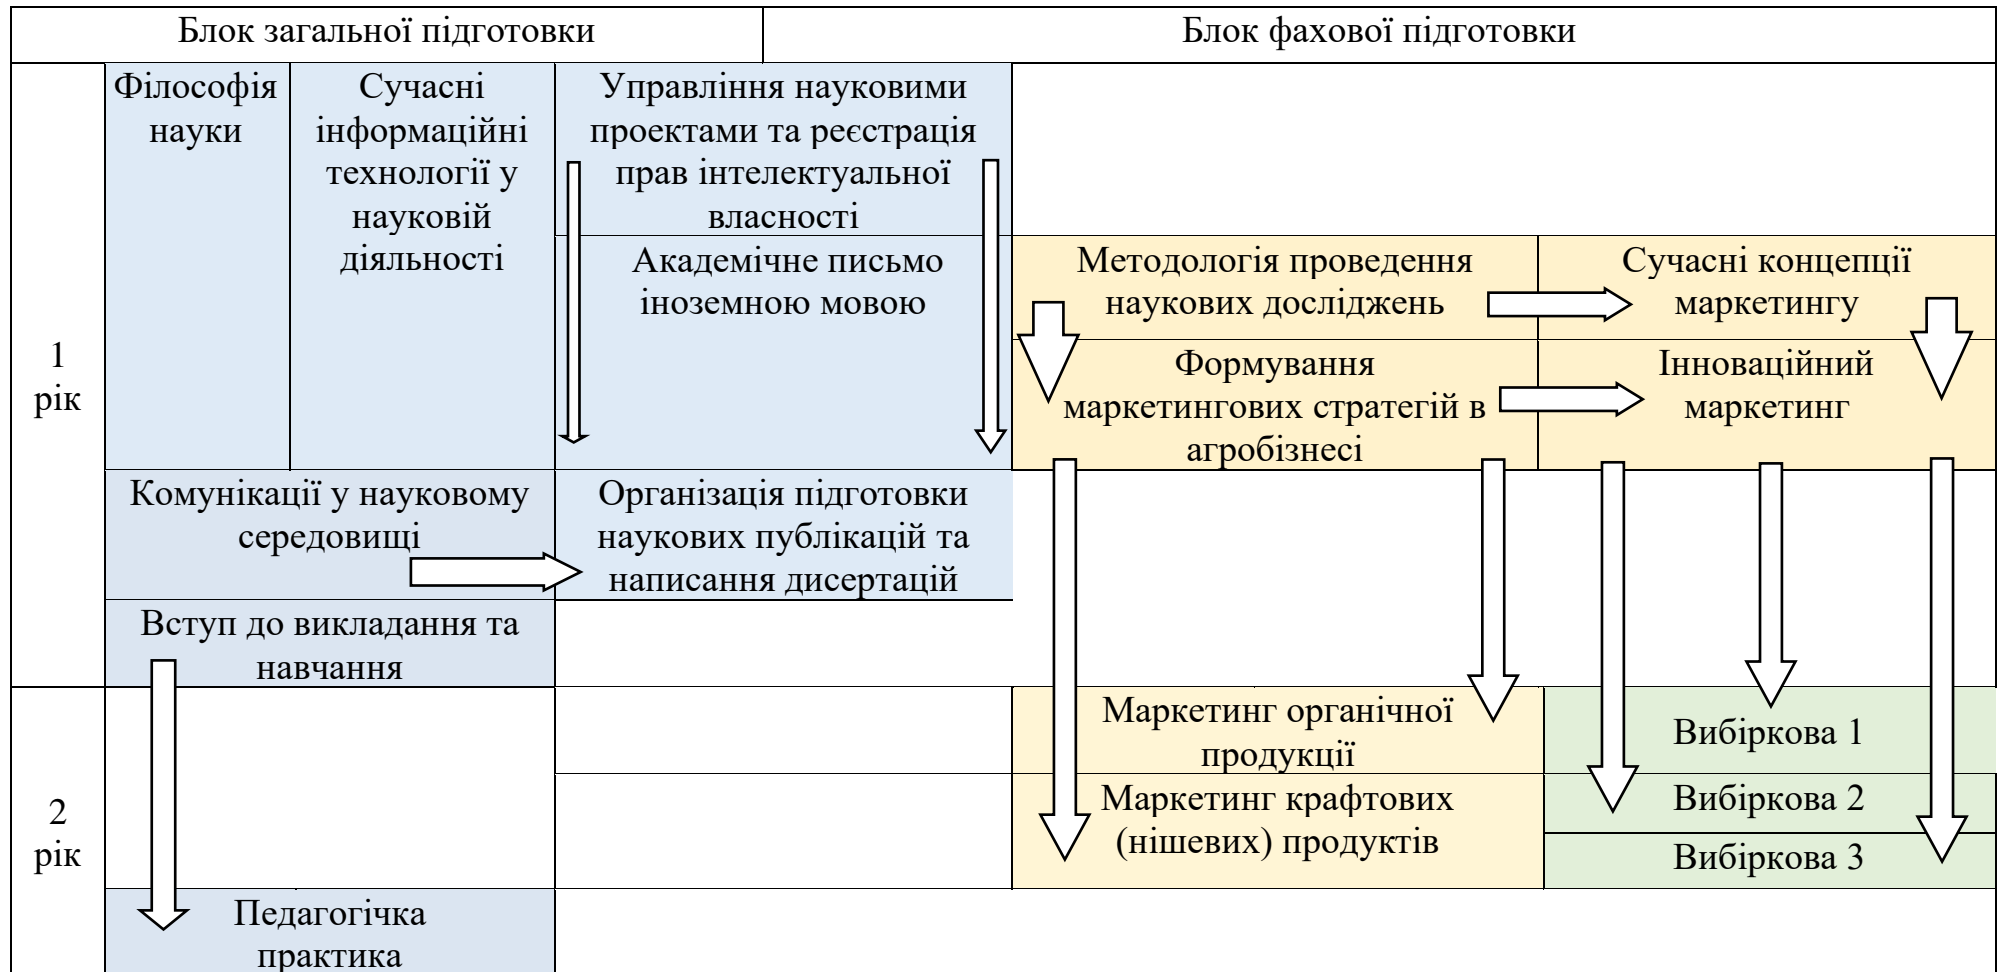 Блок загальної підготовки
Блок фахової підготовки
1
рік
Філософія
науки
Сучасні
інформаційні
технології у
науковій
діяльності
Управління науковими
проектами та реєстрація
прав інтелектуальної
власності
Академічне письмо
іноземною мовою
Методологія проведення
наукових досліджень
Сучасні концепції
маркетингу
Формування
маркетингових стратегій в
агробізнесі
Інноваційний
маркетинг
Комунікації у науковому
середовищі
Організація підготовки
наукових публікацій та
написання дисертацій
Вступ до викладання та
навчання
2
рік
Маркетинг органічної
продукції
Вибіркова 1
Маркетинг крафтових
(нішевих) продуктів
Вибіркова 2
Вибіркова 3
Педагогічка
практика